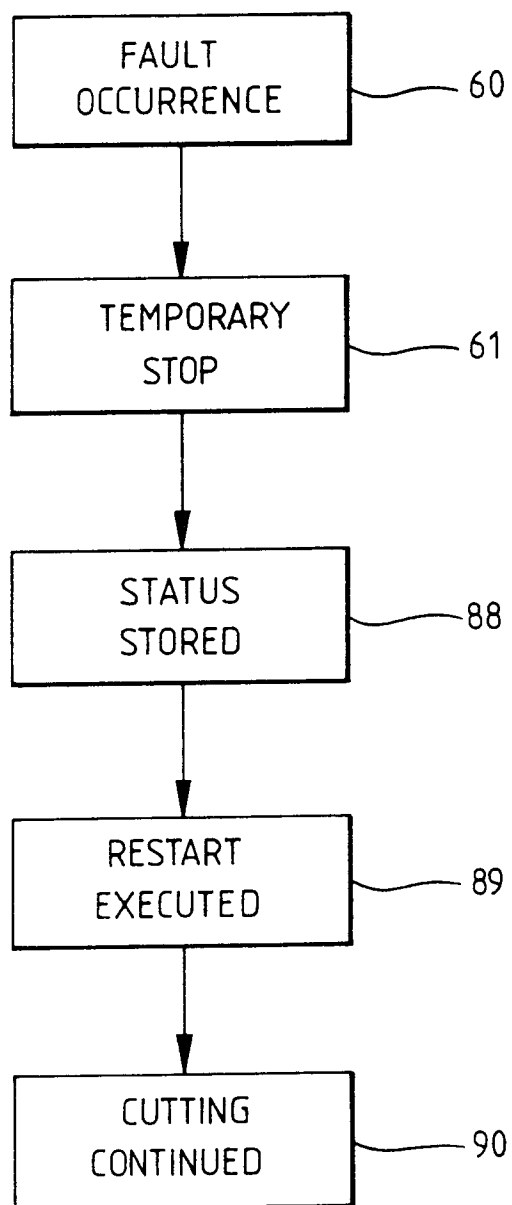 FAULT
OCCURRENCE
60
TEMPORARY
STOP
61
STATUS
STORED
88
RESTART
EXECUTED
89
CUTTING
CONTINUED
90